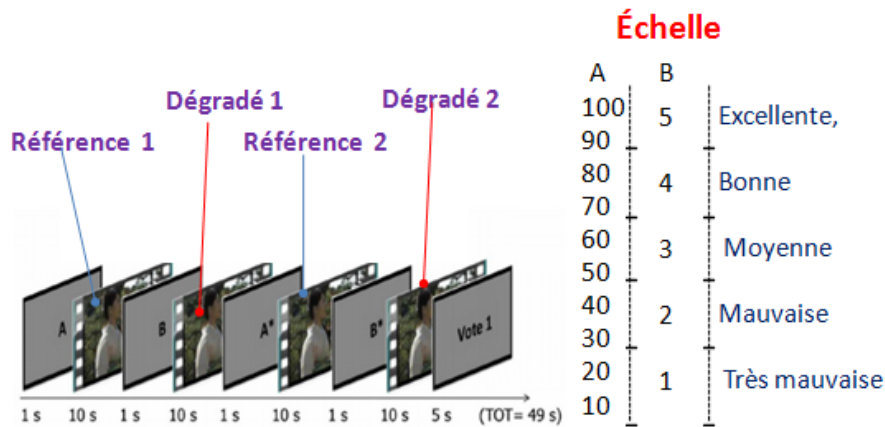 Échelle
Dégradé 1
Dégradé 2
Référence 1
Référence 2
A
B
A*
B*
Vote 1
1 s 10 s 1 s 10 s 1 s 10 s 1 s 10 s 5 s (TOT= 49 s)
A B
100
90
5 Excellente,
80
70
4 Bonne
60
50
3 Moyenne
40
30
2 Mauvaise
20
10
1 Très mauvaise